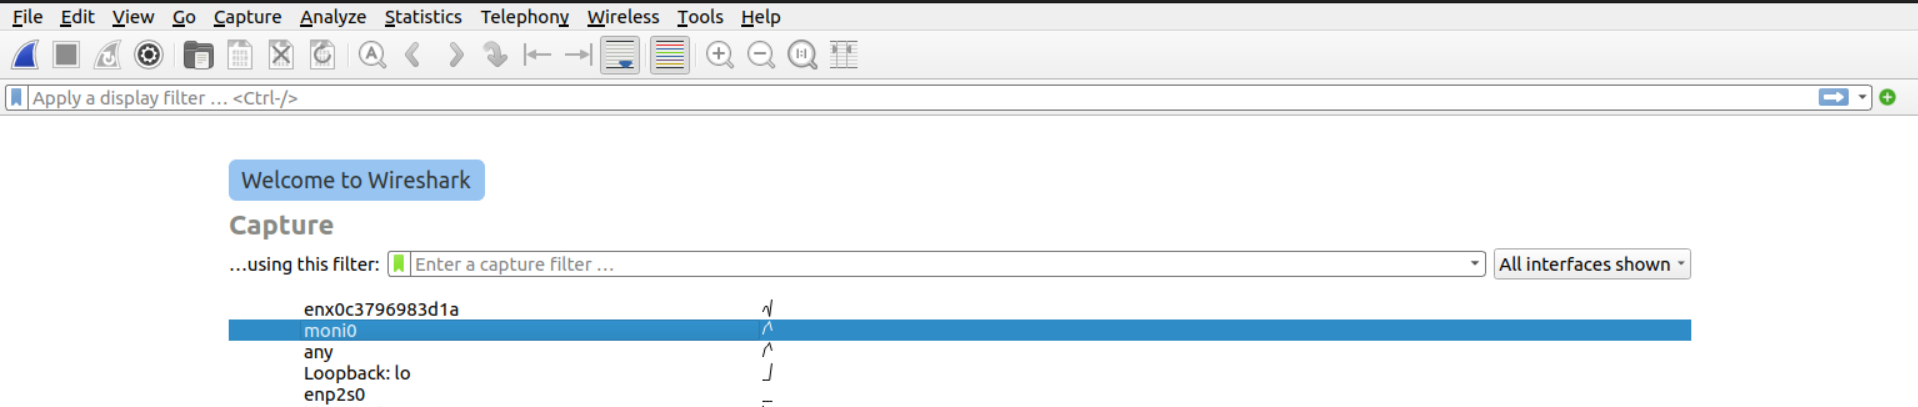 File Edit View Go Capture Analyze Statistics Telephony Wireless Tools Help
Apply a display filter … <Ctrl-/>
Welcome to Wireshark
Capture
…using this filter: Enter a capture filter … All interfaces shown
enx0c3796983d1a
moni0
any
Loopback: lo
enp2s0